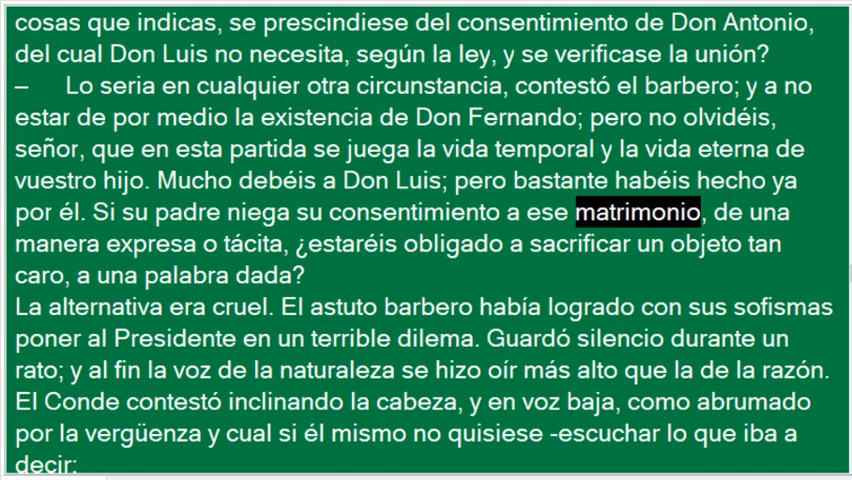 cosas que indicas, se prescindiese del consentimiento de Don Antonio,
del cual Don Luis no necesita, según la ley, y se verificase la unión?
– Lo seria en cualquier otra circunstancia, contestó el barbero; y a no
estar de por medio la existencia de Don Fernando; pero no olvidéis,
señor, que en esta partida se juega la vida temporal y la vida eterna de
vuestro hijo. Mucho debéis a Don Luis; pero bastante habéis hecho ya
por él. Si su padre niega su consentimiento a ese matrimonio, de una
manera expresa o tácita, ¿estaréis obligado a sacrificar un objeto tan
caro, a una palabra dada?
La alternativa era cruel. El astuto barbero había logrado con sus sofismas
poner al Presidente en un terrible dilema. Guardó silencio durante un
rato; y al fin la voz de la naturaleza se hizo oír más alto que la de la razón.
El Conde contestó inclinando la cabeza, y en voz baja, como abrumado
por la vergüenza y cual si él mismo no quisiese -escuchar lo que iba a
decir: